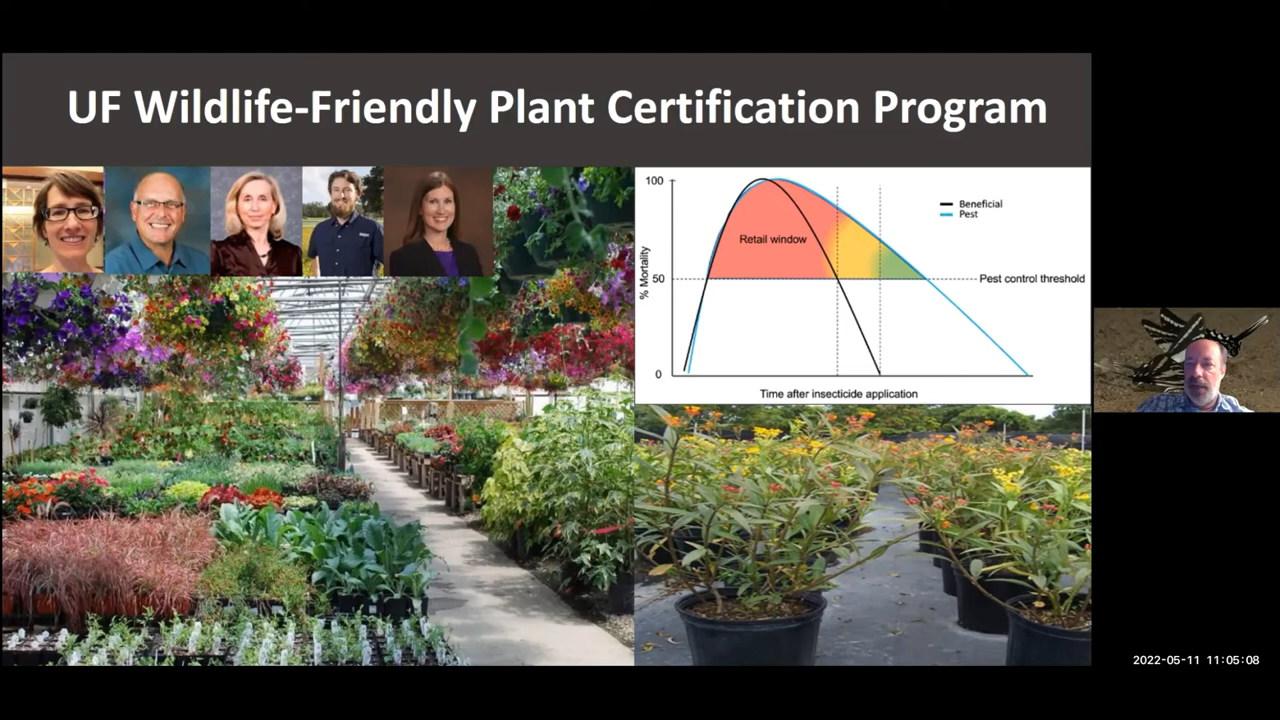 UF Wildlife-Friendly Plant Certification Program
100
Beneficial
Pest
Retail window
% Mortality
50
Pest control threshold
0
Time after insecticide application
2022-05-11 11:05:08